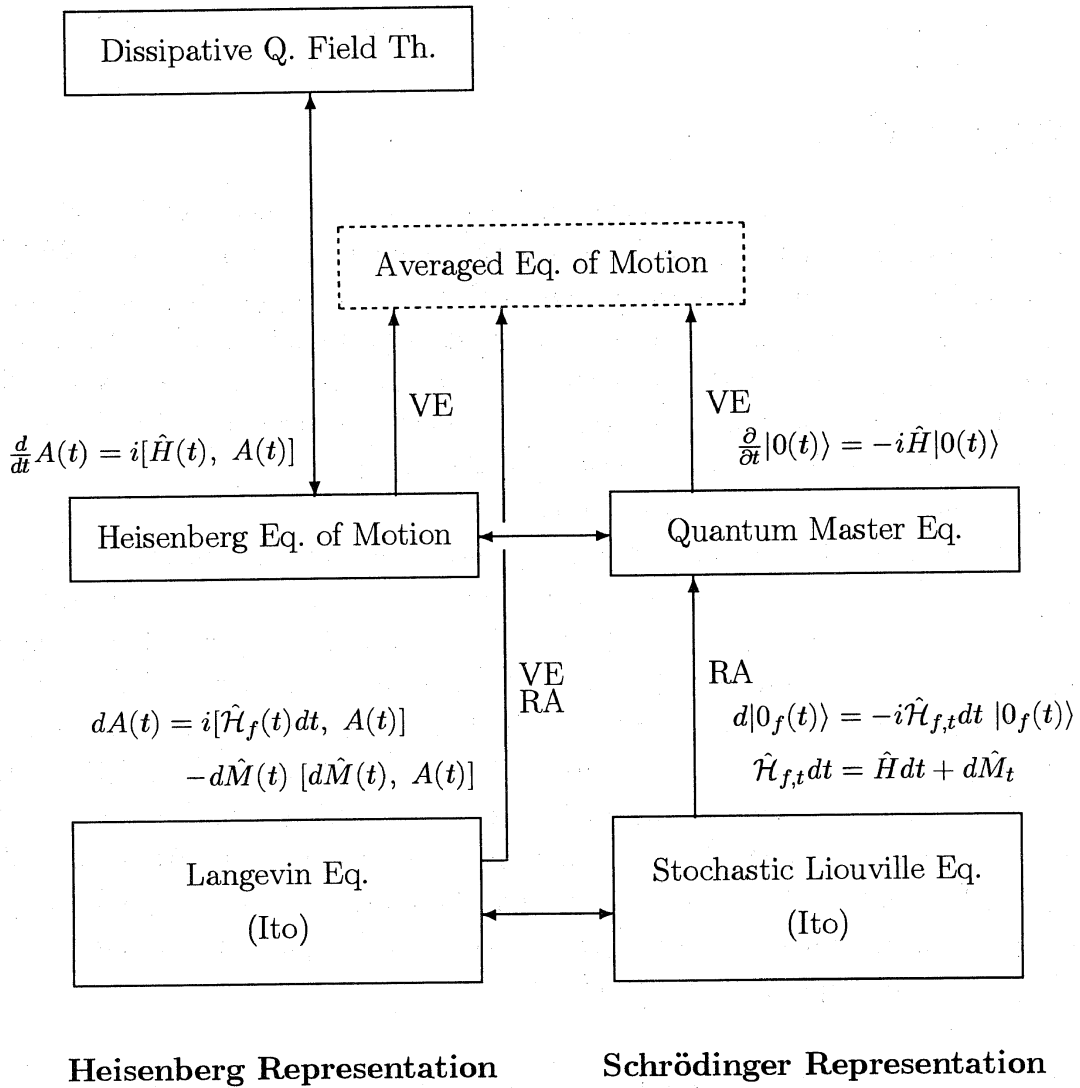 Dissipative Q. Field Th.
Averaged Eq. of Motion
VE
VE
d/dt A(t) = i[Ĥ(t), A(t)]
∂/∂t |0(t)⟩ = −iĤ|0(t)⟩
Heisenberg Eq. of Motion
Quantum Master Eq.
VE
RA
RA
dA(t) = i[ℋ̂_f(t)dt, A(t)]
−dM̂(t) [dM̂(t), A(t)]
d|0_f(t)⟩ = −iℋ̂_{f,t}dt |0_f(t)⟩
ℋ̂_{f,t}dt = Ĥdt + dM̂_t
Langevin Eq.
(Ito)
Stochastic Liouville Eq.
(Ito)
Heisenberg Representation
Schrödinger Representation